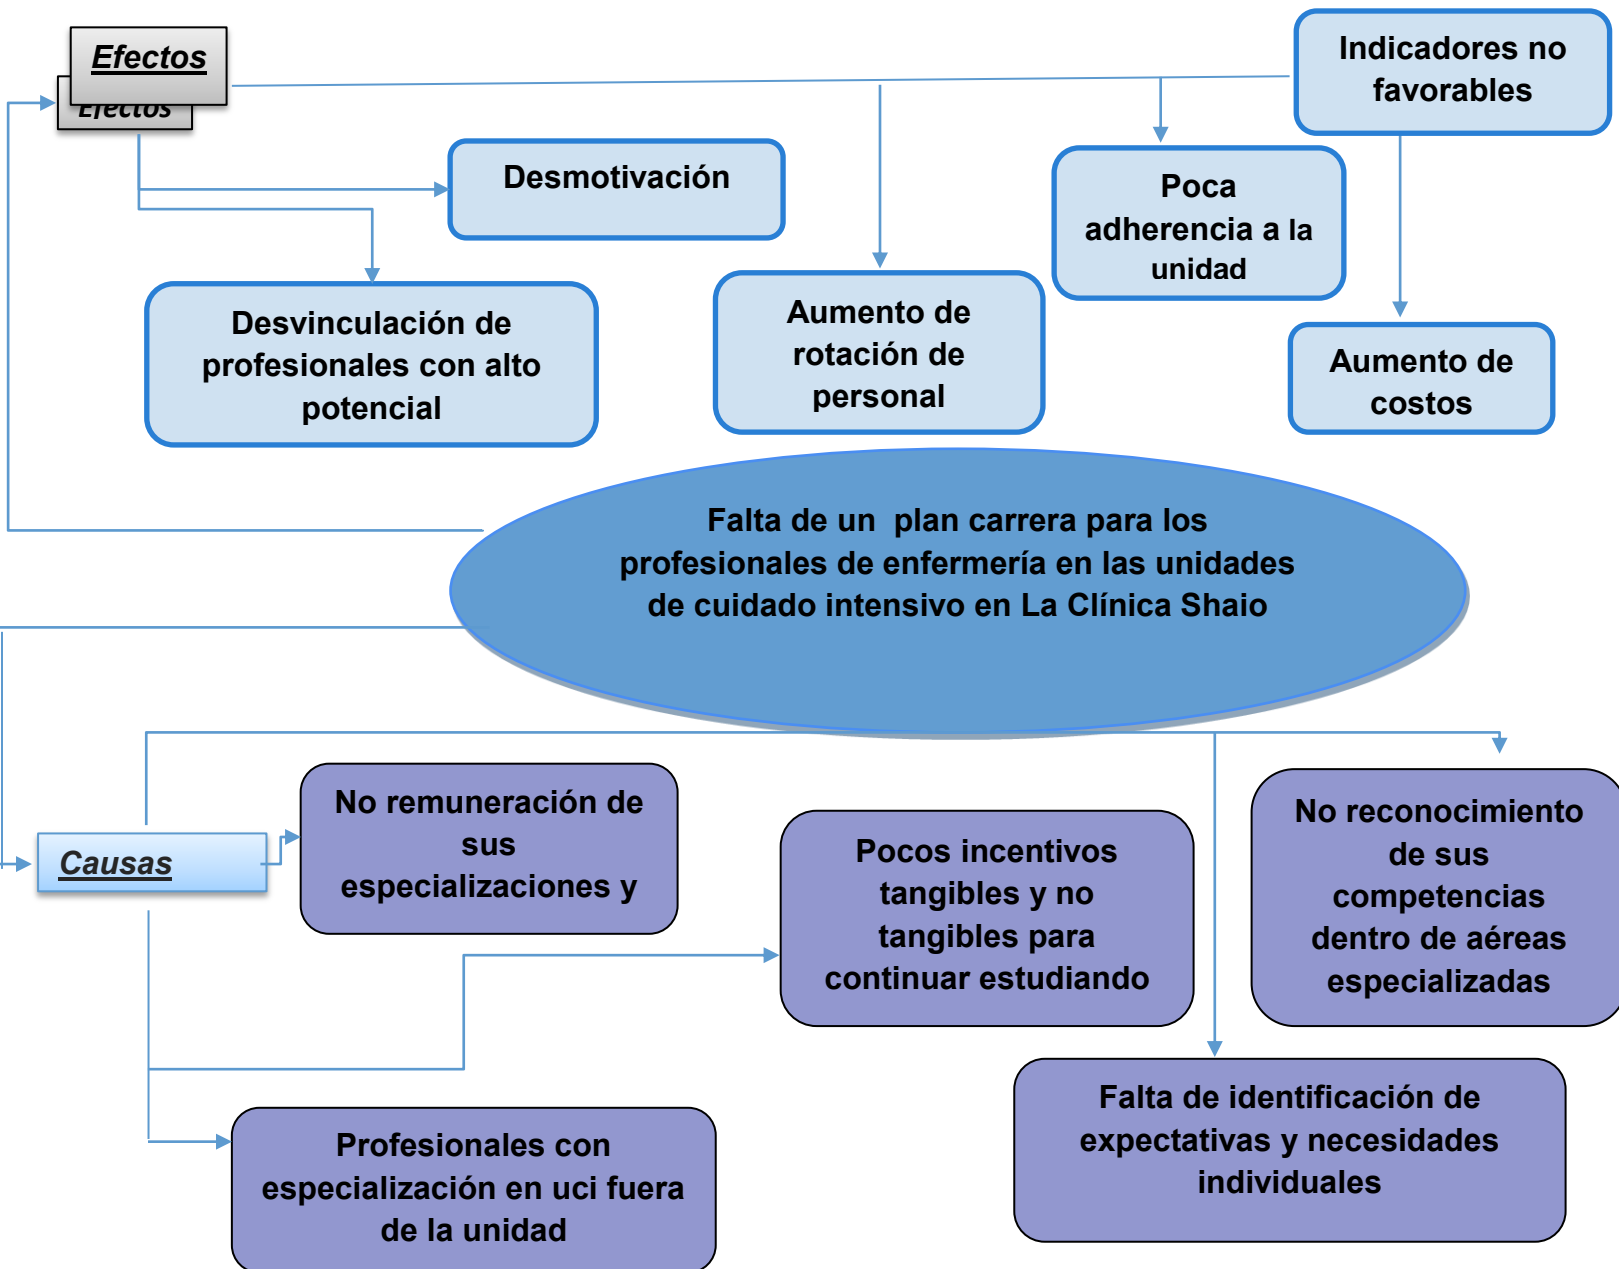 Efectos
Efectos
Indicadores no
favorables
Desmotivación
Poca
adherencia a la
unidad
Desvinculación de
profesionales con alto
potencial
Aumento de
rotación de
personal
Aumento de
costos
Falta de un  plan carrera para los
profesionales de enfermería en las unidades
de cuidado intensivo en La Clínica Shaio
Causas
No remuneración de
sus
especializaciones y
Pocos incentivos
tangibles y no
tangibles para
continuar estudiando
No reconocimiento
de sus
competencias
dentro de aéreas
especializadas
Profesionales con
especialización en uci fuera
de la unidad
Falta de identificación de
expectativas y necesidades
individuales